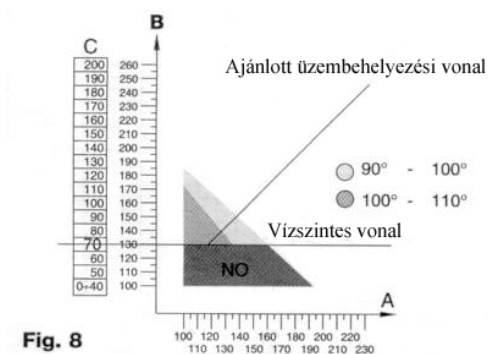 B
C
200 260
190 250
180 240
170 230
160 220
150 210
140 200
130 190
120 180
110 170
100 160
90 150
80 140
70 130
60 120
50 110
0÷40 100
Ajánlott üzembehelyezési vonal
90° - 100°
100° - 110°
Vízszintes vonal
NO
A
100 120 140 160 180 200 220
110 130 150 170 190 210 230
Fig. 8